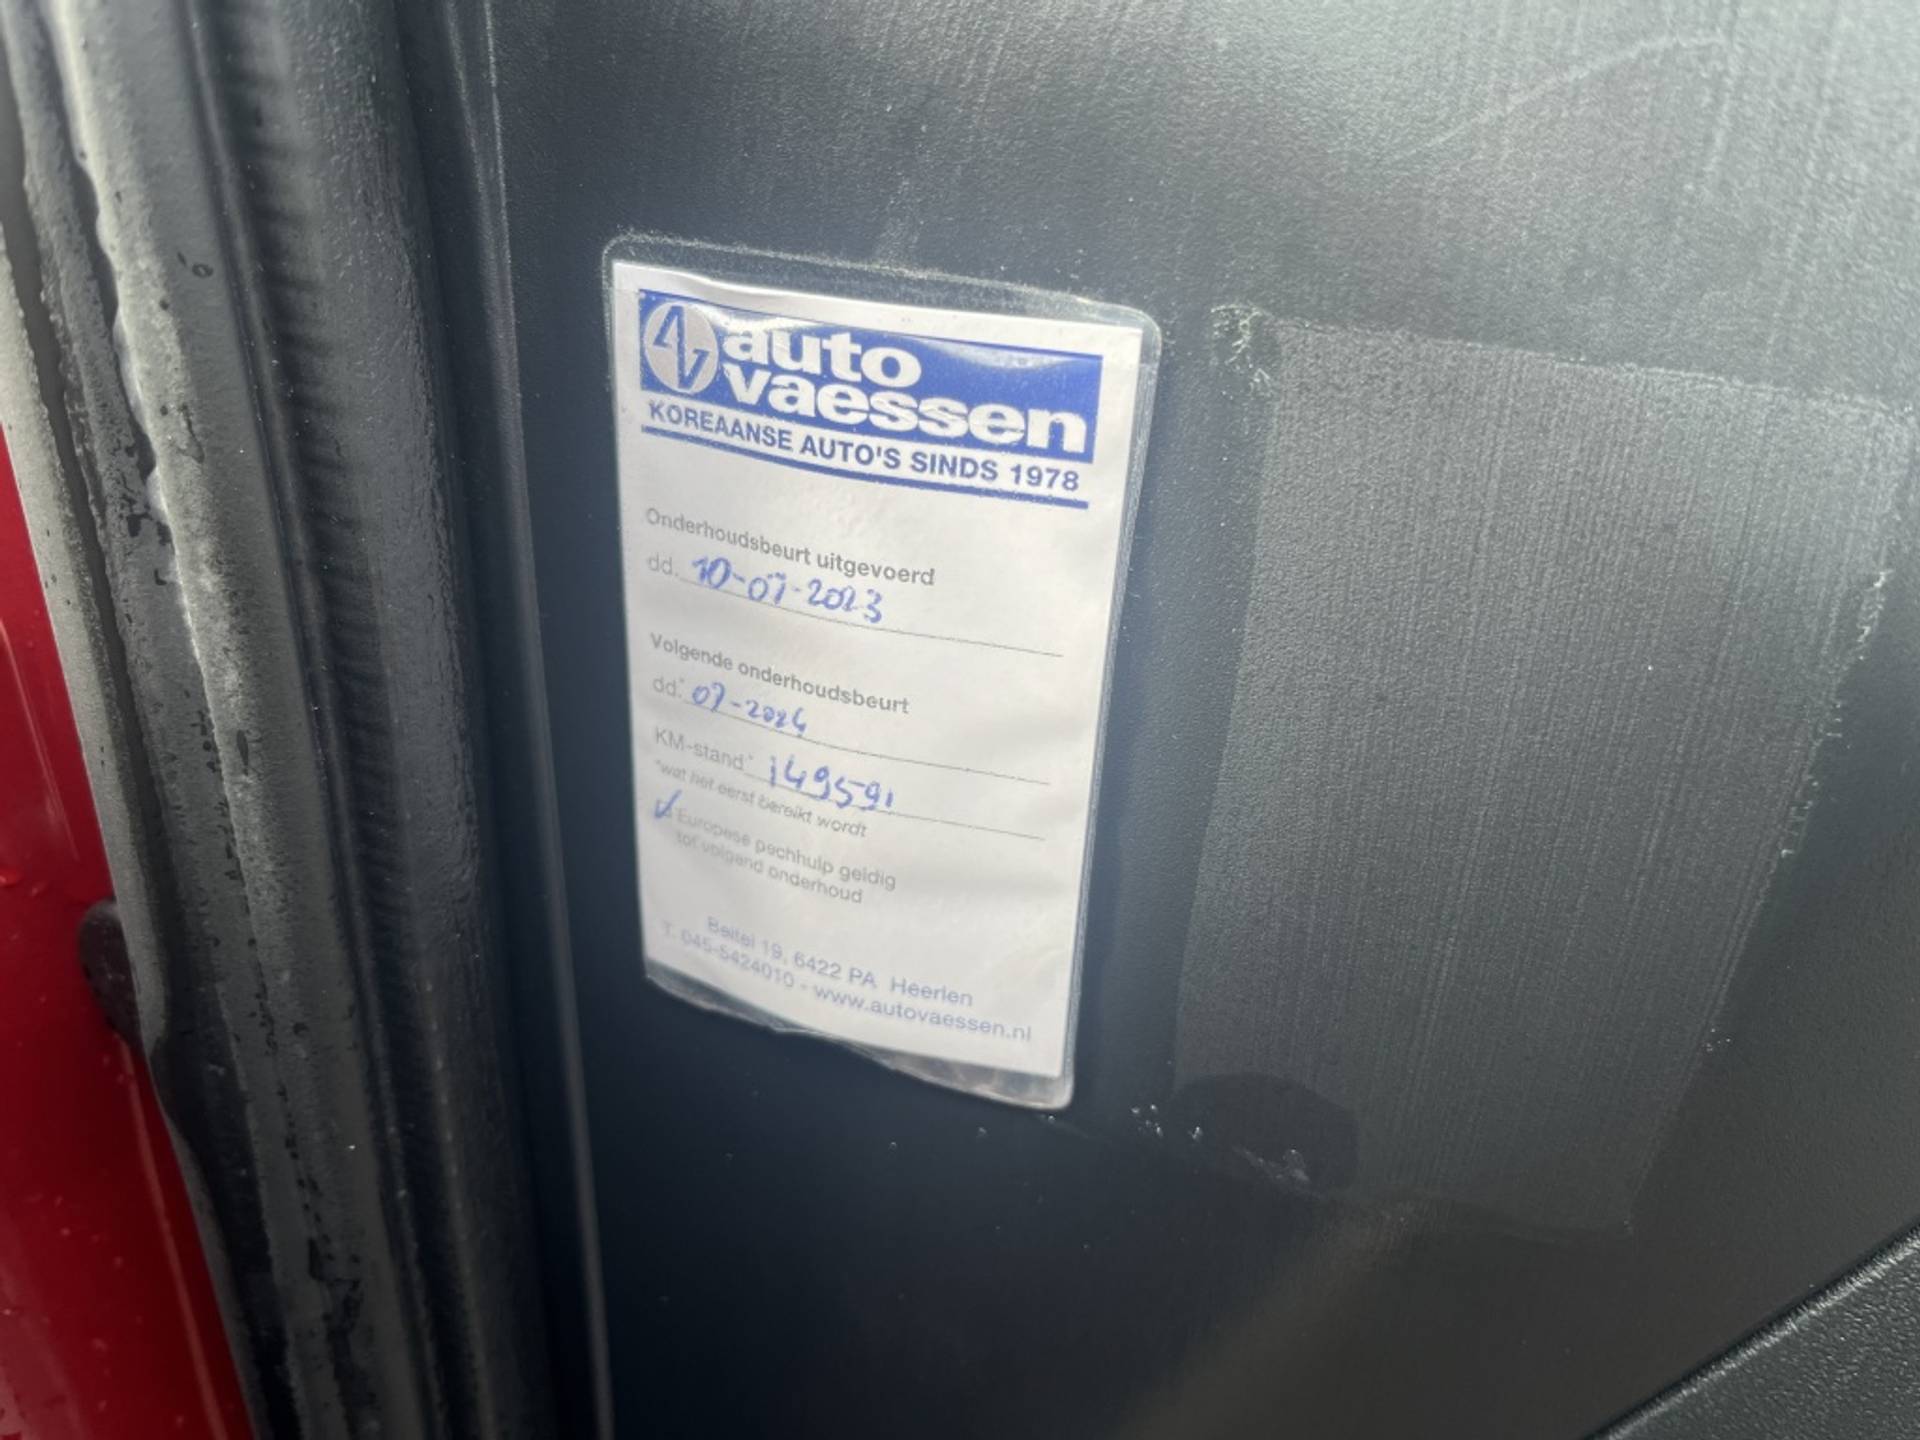 AV auto
vaessen
KOREAANSE AUTO'S SINDS 1978
Onderhoudsbeurt uitgevoerd
dd. 10-07-2023
Volgende onderhoudsbeurt
dd.* 07-2024
KM-stand* 149591
*wat het eerst bereikt wordt
Europese pechhulp geldig
tot volgend onderhoud
Beitel 19, 6422 PA Heerlen
T. 045-5424010 - www.autovaessen.nl